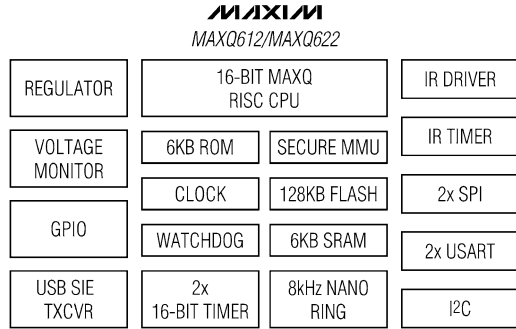 MAXIM
MAXQ612/MAXQ622
REGULATOR
16-BIT MAXQ
RISC CPU
IR DRIVER
VOLTAGE
MONITOR
6KB ROM
SECURE MMU
IR TIMER
CLOCK
128KB FLASH
2x SPI
GPIO
WATCHDOG
6KB SRAM
2x USART
USB SIE
TXCVR
2x
16-BIT TIMER
8kHz NANO
RING
I²C